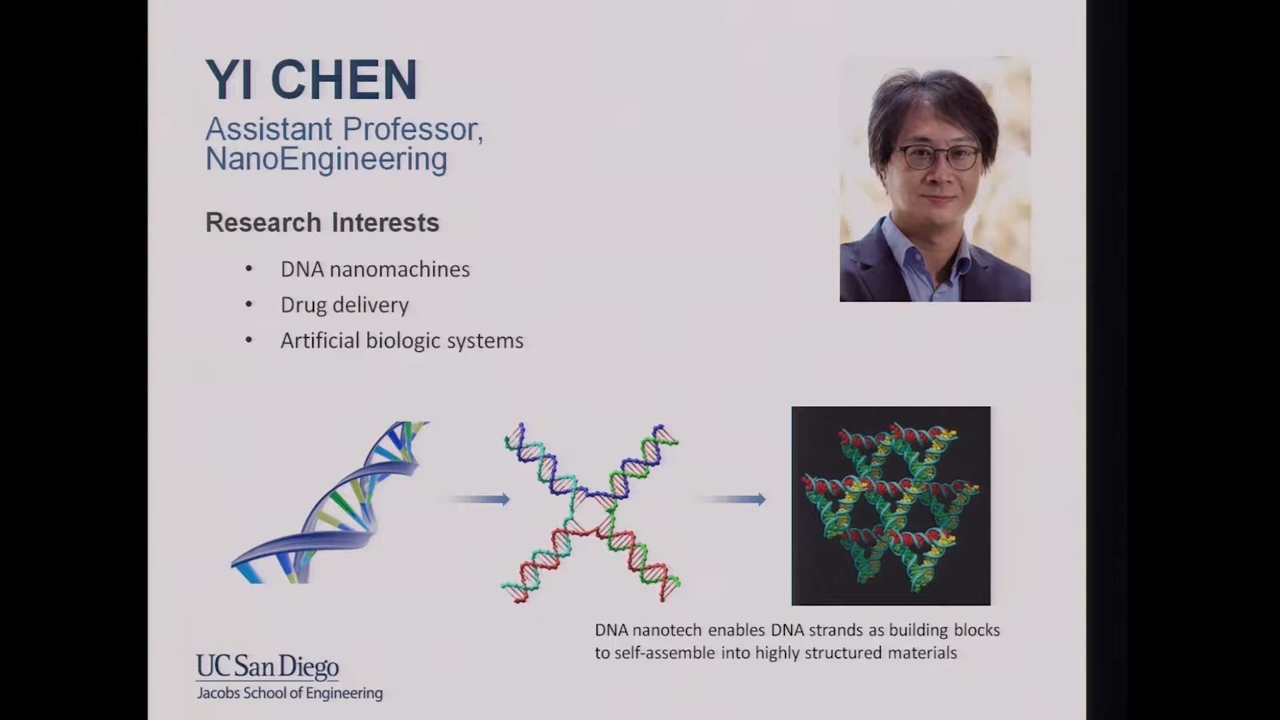 YI CHEN
Assistant Professor,
NanoEngineering
Research Interests
• DNA nanomachines
• Drug delivery
• Artificial biologic systems
DNA nanotech enables DNA strands as building blocks
to self-assemble into highly structured materials
UC San Diego
Jacobs School of Engineering